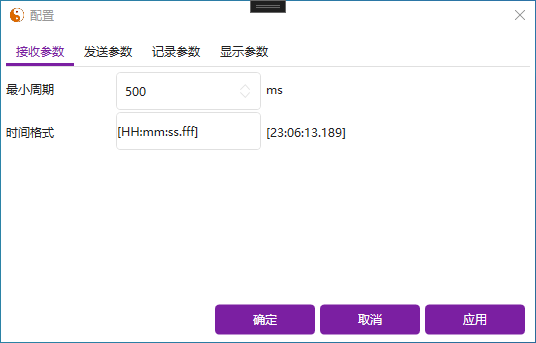 配置
接收参数 发送参数 记录参数 显示参数
最小周期 500 ms
时间格式 [HH:mm:ss.fff] [23:06:13.189]
确定 取消 应用